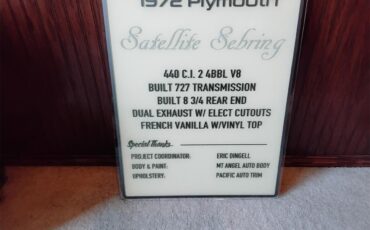 1972 Plymouth
Satellite Sebring
440 C.I. 2 4BBL V8
BUILT 727 TRANSMISSION
BUILT 8 3/4 REAR END
DUAL EXHAUST W/ ELECT CUTOUTS
FRENCH VANILLA W/VINYL TOP
Special Thanks
PROJECT COORDINATOR: ERIC DINGELL
BODY & PAINT: MT ANGEL AUTO BODY
UPHOLSTERY: PACIFIC AUTO TRIM